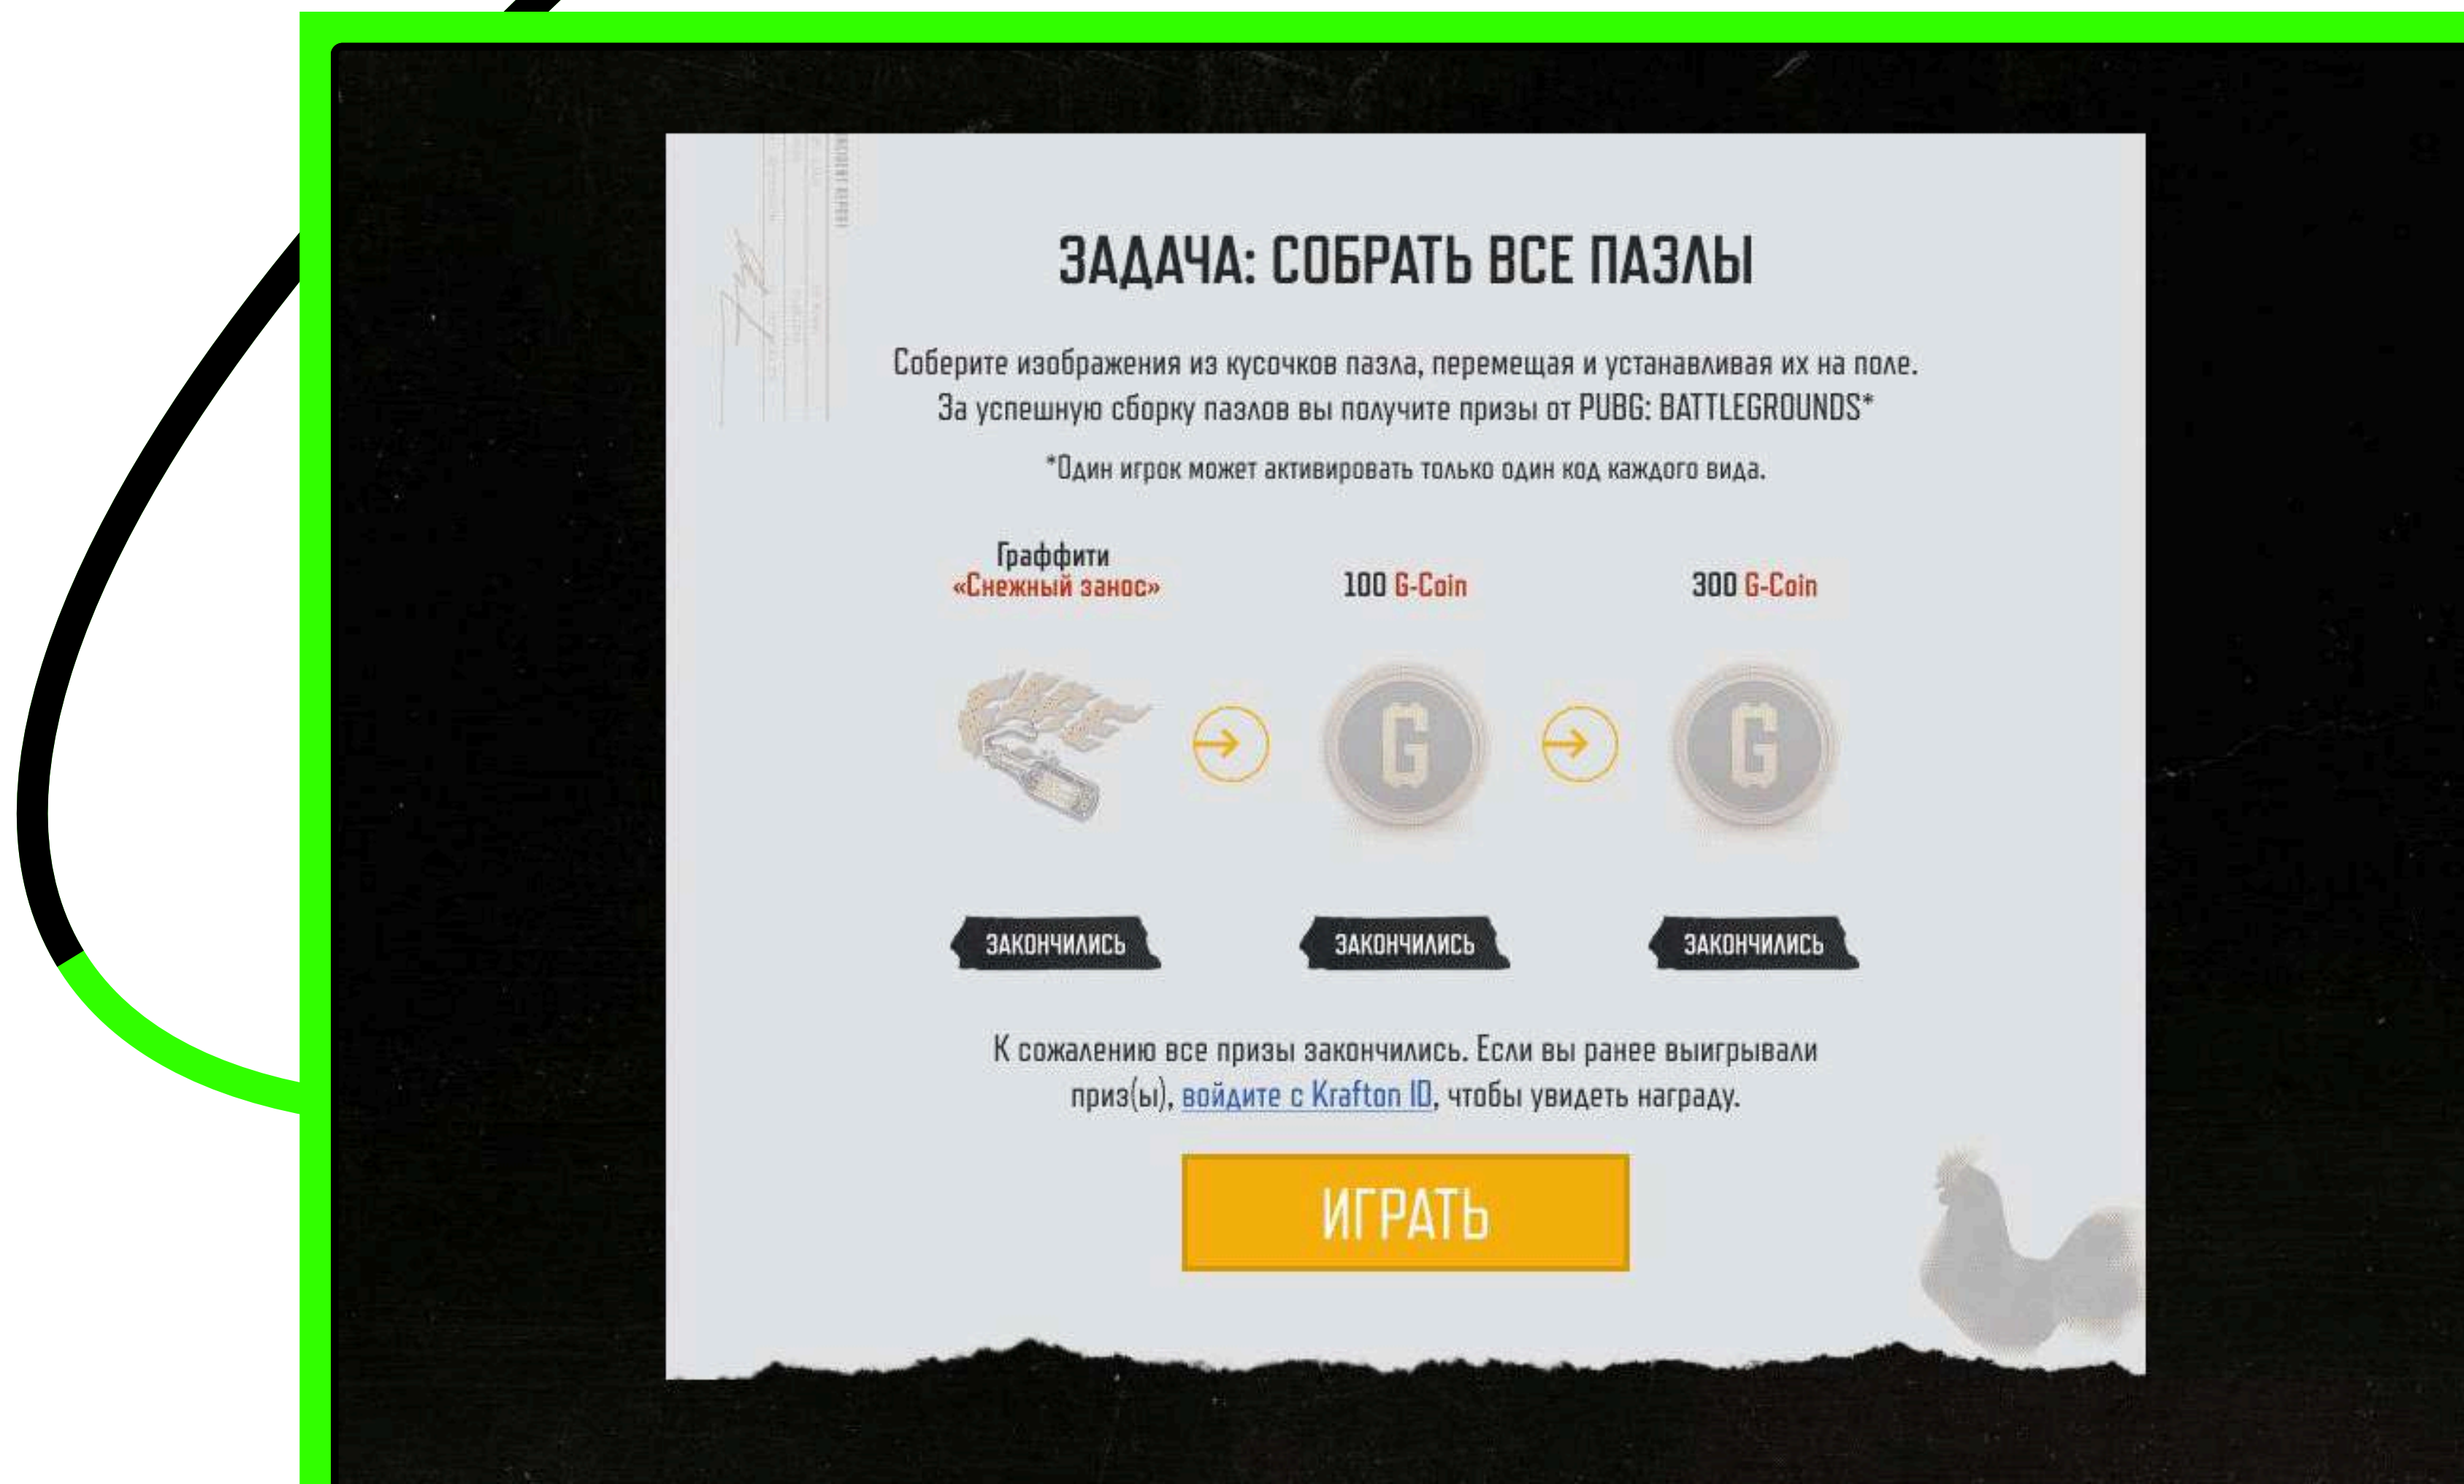 ЗАДАЧА: СОБРАТЬ ВСЕ ПАЗЛЫ
Соберите изображения из кусочков пазла, перемещая и устанавливая их на поле.
За успешную сборку пазлов вы получите призы от PUBG: BATTLEGROUNDS*
*Один игрок может активировать только один код каждого вида.
Граффити
«Снежный занос»
100 G-Coin
300 G-Coin
G
G
ЗАКОНЧИЛИСЬ
ЗАКОНЧИЛИСЬ
ЗАКОНЧИЛИСЬ
К сожалению все призы закончились. Если вы ранее выигрывали
приз(ы), войдите с Krafton ID, чтобы увидеть награду.
ИГРАТЬ